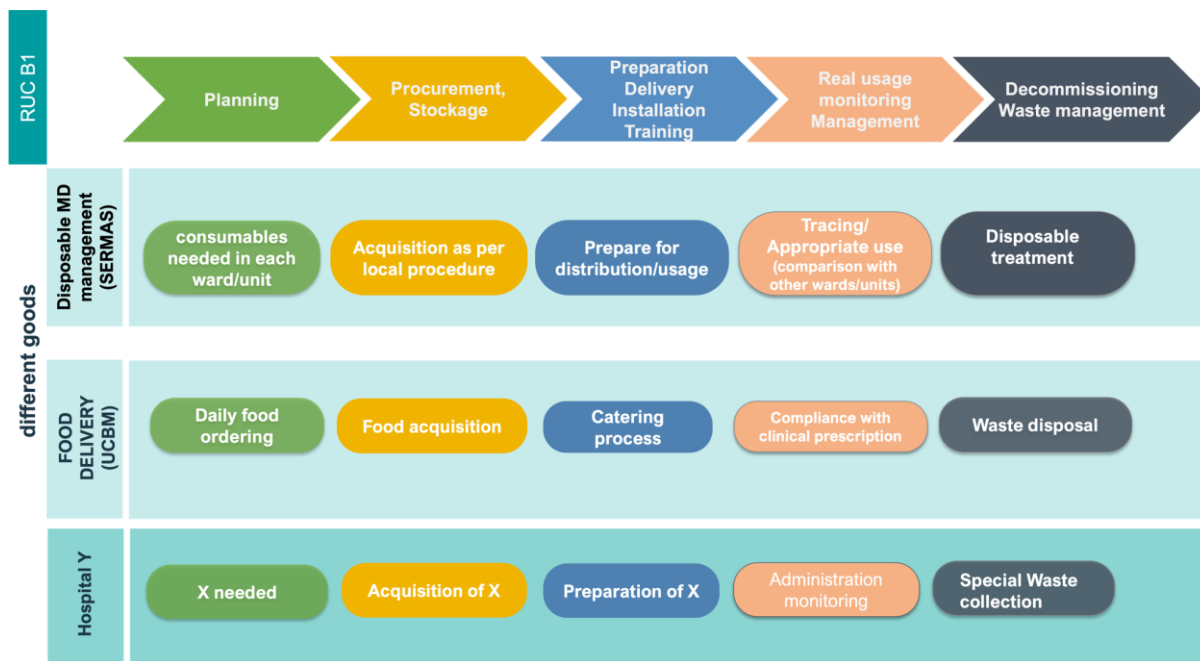 RUC B1
Planning
Procurement,
Stockage
Preparation
Delivery
Installation
Training
Real usage
monitoring
Management
Decommissioning
Waste management
different goods
Disposable MD
management
(SERMAS)
consumables
needed in each
ward/unit
Acquisition as per
local procedure
Prepare for
distribution/usage
Tracing/
Appropriate use
(comparison with
other wards/units)
Disposable
treatment
FOOD
DELIVERY
(UCBM)
Daily food
ordering
Food acquisition
Catering
process
Compliance with
clinical prescription
Waste disposal
Hospital Y
X needed
Acquisition of X
Preparation of X
Administration
monitoring
Special Waste
collection